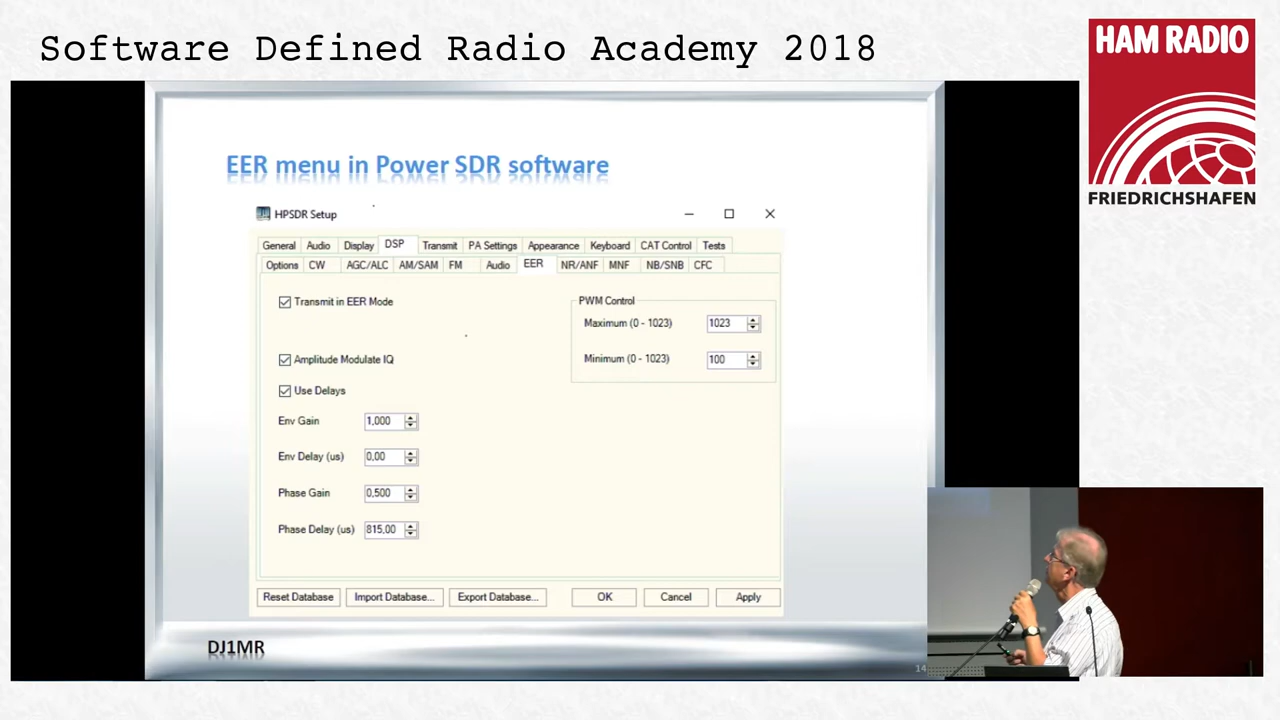 Software Defined Radio Academy 2018
HAM RADIO
FRIEDRICHSHAFEN
EER menu in Power SDR software
HPSDR Setup
General Audio Display DSP Transmit PA Settings Appearance Keyboard CAT Control Tests
Options CW AGC/ALC AM/SAM FM Audio EER NR/ANF MNF NB/SNB CFC
Transmit in EER Mode
PWM Control
Maximum (0 - 1023) 1023
Amplitude Modulate IQ
Minimum (0 - 1023) 100
Use Delays
Env Gain 1,000
Env Delay (us) 0,00
Phase Gain 0,500
Phase Delay (us) 815,00
Reset Database Import Database... Export Database... OK Cancel Apply
DJ1MR
14